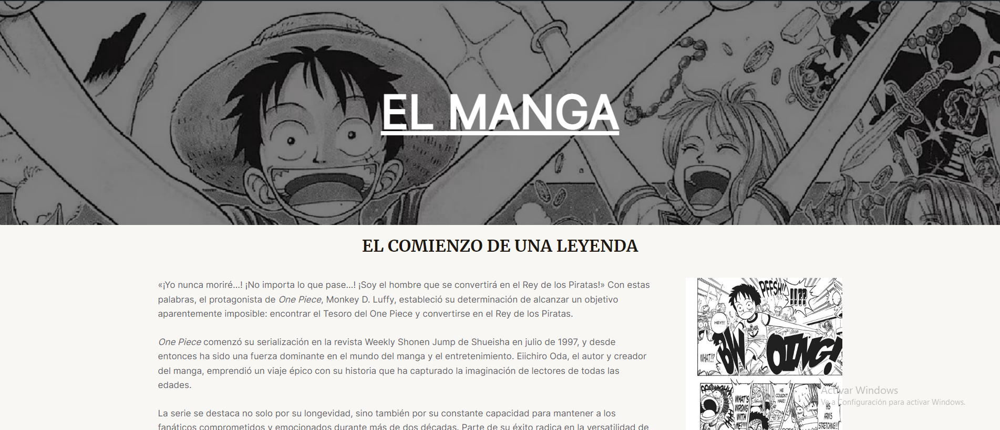 EL MANGA
EL COMIENZO DE UNA LEYENDA
«¡Yo nunca moriré...! ¡No importa lo que pase...! ¡Soy el hombre que se convertirá en el Rey de los Piratas!» Con estas
palabras, el protagonista de One Piece, Monkey D. Luffy, estableció su determinación de alcanzar un objetivo
aparentemente imposible: encontrar el Tesoro del One Piece y convertirse en el Rey de los Piratas.
One Piece comenzó su serialización en la revista Weekly Shonen Jump de Shueisha en julio de 1997, y desde
entonces ha sido una fuerza dominante en el mundo del manga y el entretenimiento. Eiichiro Oda, el autor y creador
del manga, emprendió un viaje épico con su historia que ha capturado la imaginación de lectores de todas las
edades.
La serie se destaca no solo por su longevidad, sino también por su constante capacidad para mantener a los
fanáticos comprometidos y emocionados durante más de dos décadas. Parte de su éxito radica en la versatilidad de
PFFSH!!
!!??
HEY!!!
ANCHOR
WHAT!!?
BW
OING!
WHAT'S
WRONG
WITH
ME?!!!
HE
COULDN'T
HAVE!
HIS
ARM'S
STRETCHING!!!
DOES
Activar Windows
Ve a Configuración para activar Windows.